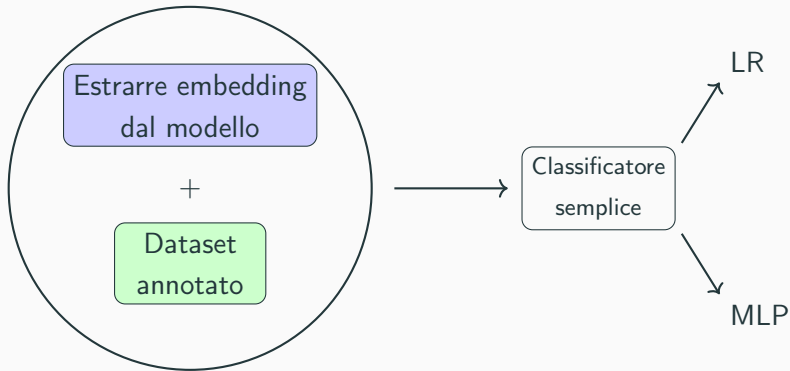 Estrarre embedding
dal modello
+
Dataset
annotato
Classificatore
semplice
LR
MLP